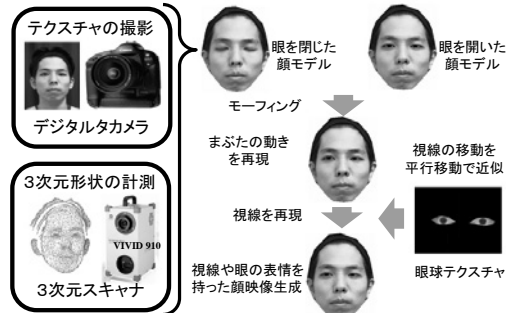 テクスチャの撮影
デジタルタカメラ
3次元形状の計測
VIVID 910
3次元スキャナ
眼を閉じた
顔モデル
眼を開いた
顔モデル
モーフィング
まぶたの動き
を再現
視線の移動を
平行移動で近似
視線を再現
眼球テクスチャ
視線や眼の表情を
持った顔映像生成